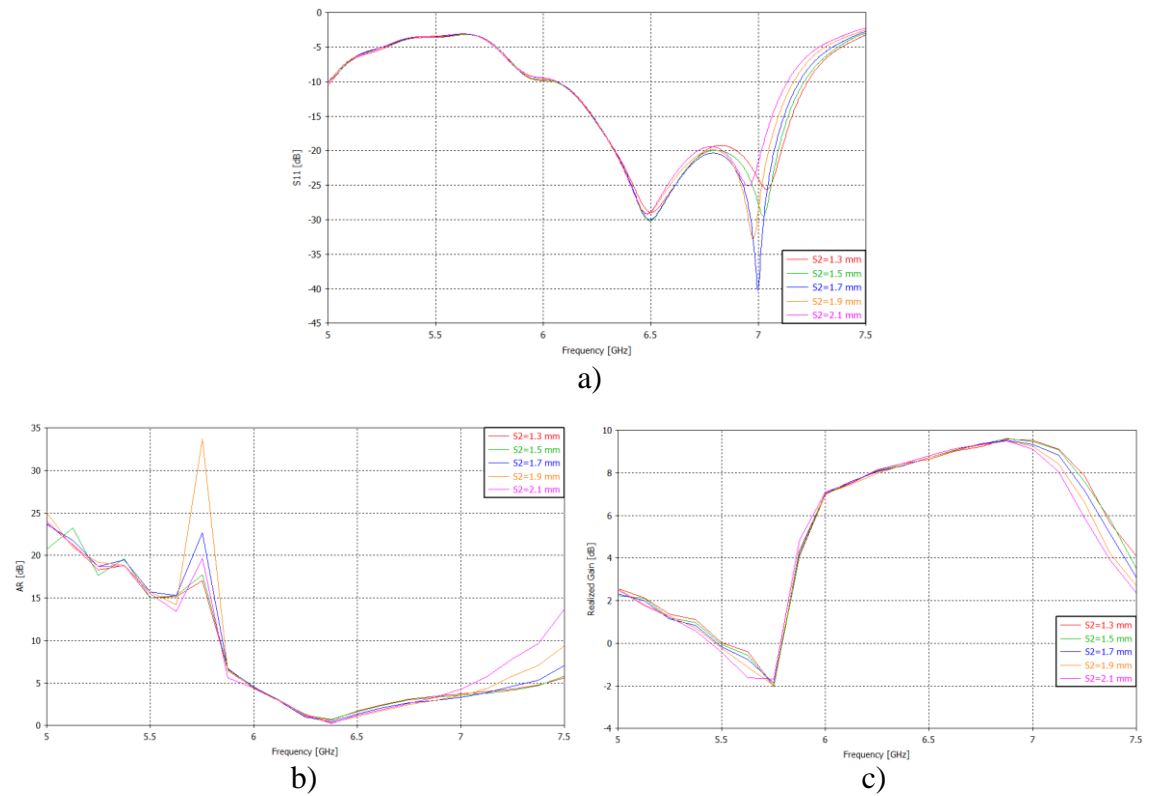 0
-5
-10
-15
-20
-25
-30
-35
-40
-45
S11 [dB]
5
5.5
6
6.5
7
7.5
Frequency [GHz]
S2=1.3 mm
S2=1.5 mm
S2=1.7 mm
S2=1.9 mm
S2=2.1 mm
a)
35
30
25
20
15
10
5
0
AR [dB]
5
5.5
6
6.5
7
7.5
Frequency [GHz]
S2=1.3 mm
S2=1.5 mm
S2=1.7 mm
S2=1.9 mm
S2=2.1 mm
b)
10
8
6
4
2
0
-2
-4
Realized Gain [dB]
5
5.5
6
6.5
7
7.5
Frequency [GHz]
S2=1.3 mm
S2=1.5 mm
S2=1.7 mm
S2=1.9 mm
S2=2.1 mm
c)